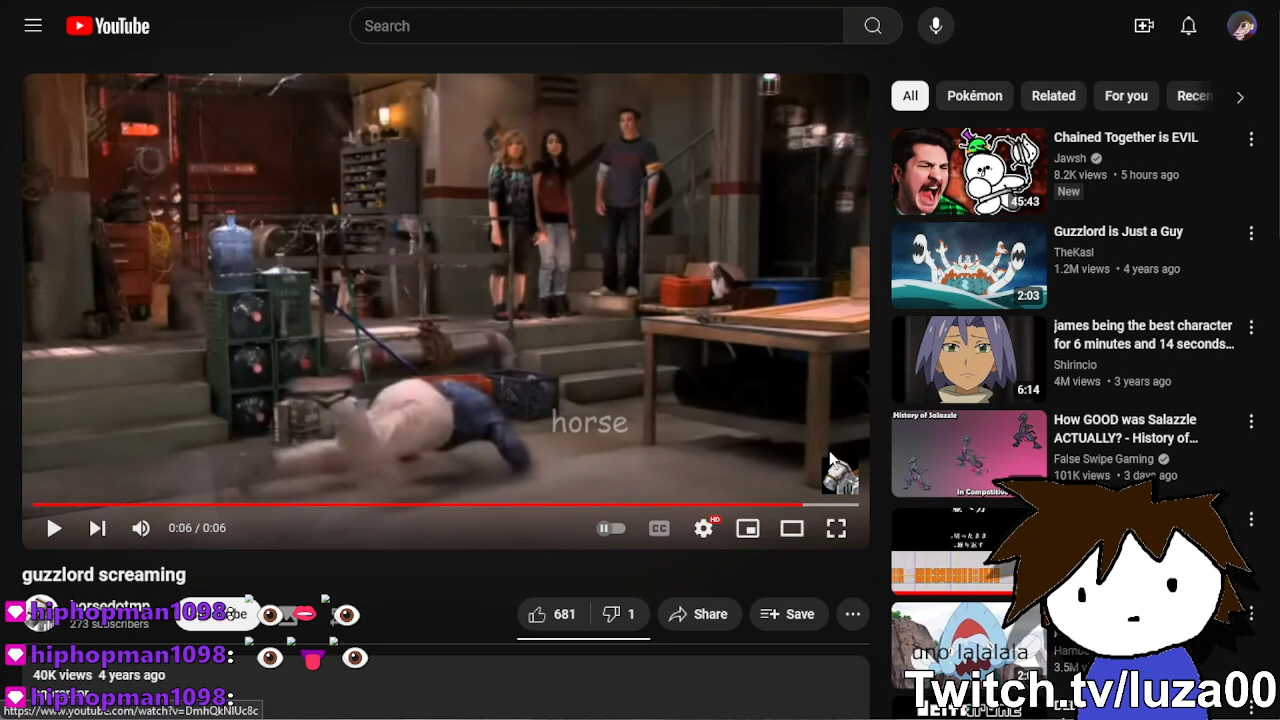 YouTube
Search
All
Pokémon
Related
For you
Recen
Chained Together is EVIL
Jawsh
8.2K views • 5 hours ago
New
45:43
Guzzlord is Just a Guy
TheKasl
1.2M views • 4 years ago
2:03
james being the best character
for 6 minutes and 14 seconds...
Shirincio
4M views • 3 years ago
6:14
History of Salazzle
In Competitive
How GOOD was Salazzle
ACTUALLY? - History of...
False Swipe Gaming
101K views • 3 days ago
horse
0:06 / 0:06
CC
HD
guzzlord screaming
horsedotmp
273 subscribers
681
1
Share
Save
hiphopman1098
hiphopman1098:
40K views 4 years ago
hiphopman1098:
https://www.youtube.com/watch?v=DmhQkNIUc8c
uno lalalala
3.5M
Twitch.tv/luza00